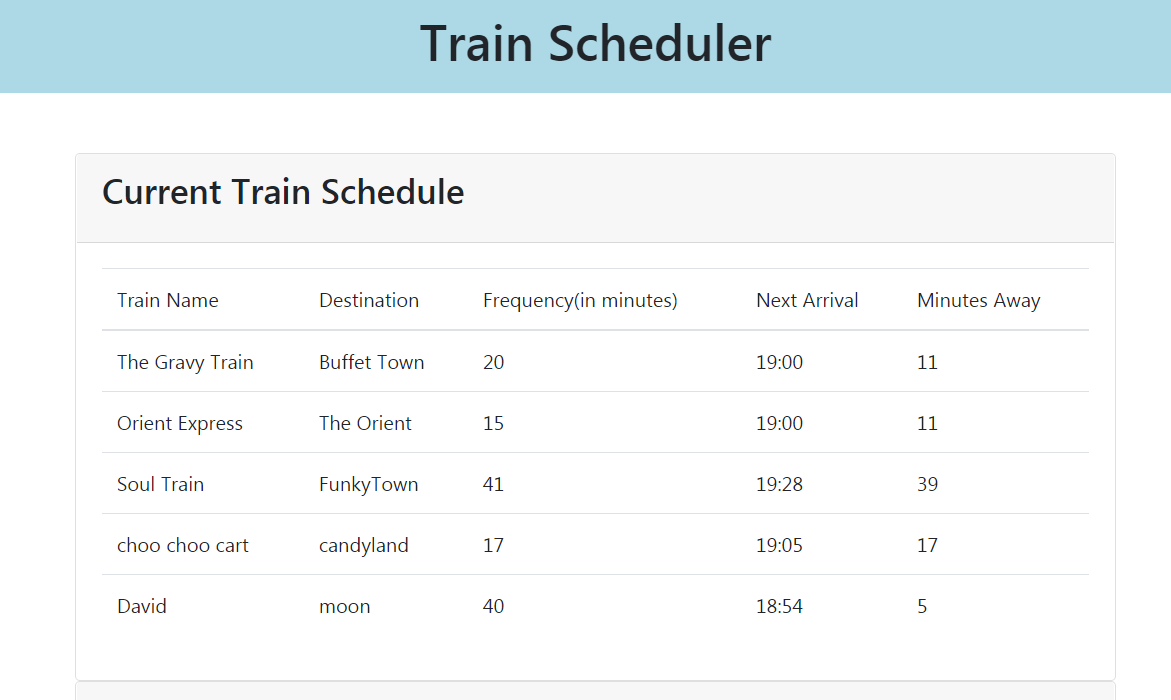 Train Scheduler
Current Train Schedule
Train Name Destination Frequency(in minutes) Next Arrival Minutes Away
The Gravy Train Buffet Town 20 19:00 11
Orient Express The Orient 15 19:00 11
Soul Train FunkyTown 41 19:28 39
choo choo cart candyland 17 19:05 17
David moon 40 18:54 5